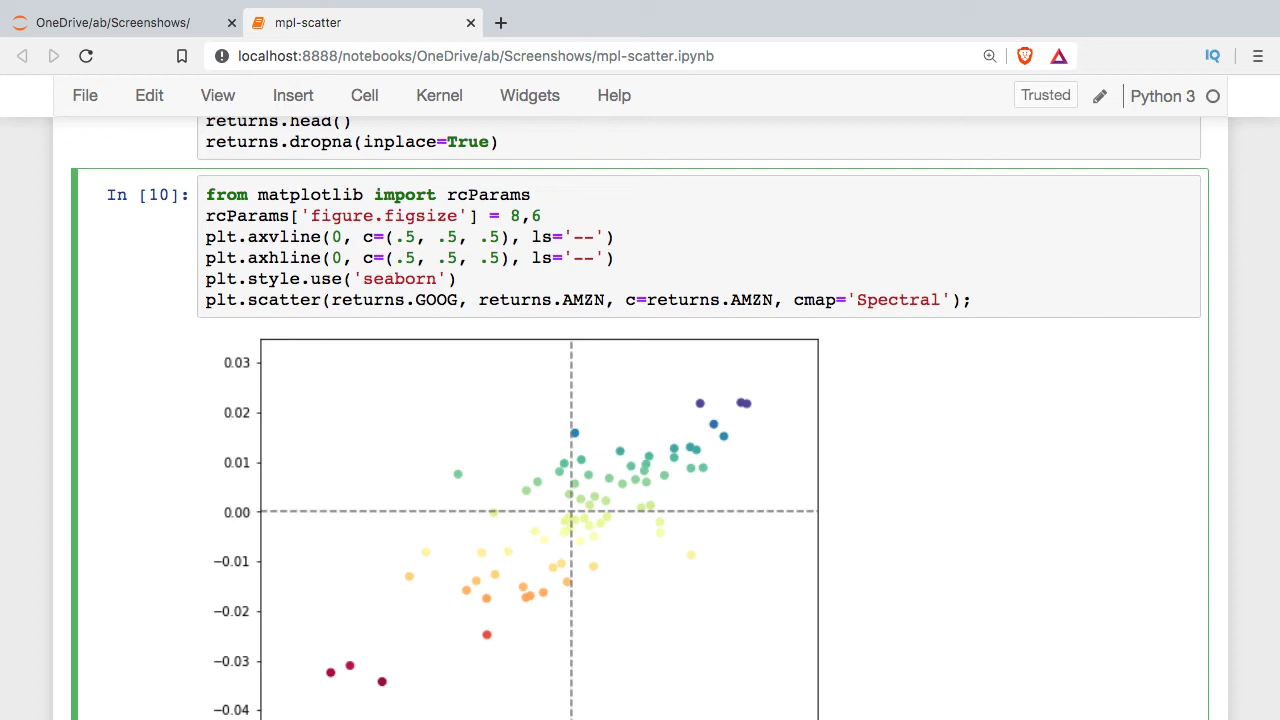 OneDrive/ab/Screenshows/
mpl-scatter
localhost:8888/notebooks/OneDrive/ab/Screenshows/mpl-scatter.ipynb
IQ
File Edit View Insert Cell Kernel Widgets Help Trusted Python 3
returns.head()
returns.dropna(inplace=True)
In [10]:
from matplotlib import rcParams
rcParams['figure.figsize'] = 8,6
plt.axvline(0, c=(.5, .5, .5), ls='--')
plt.axhline(0, c=(.5, .5, .5), ls='--')
plt.style.use('seaborn')
plt.scatter(returns.GOOG, returns.AMZN, c=returns.AMZN, cmap='Spectral');
0.03
0.02
0.01
0.00
−0.01
−0.02
−0.03
−0.04